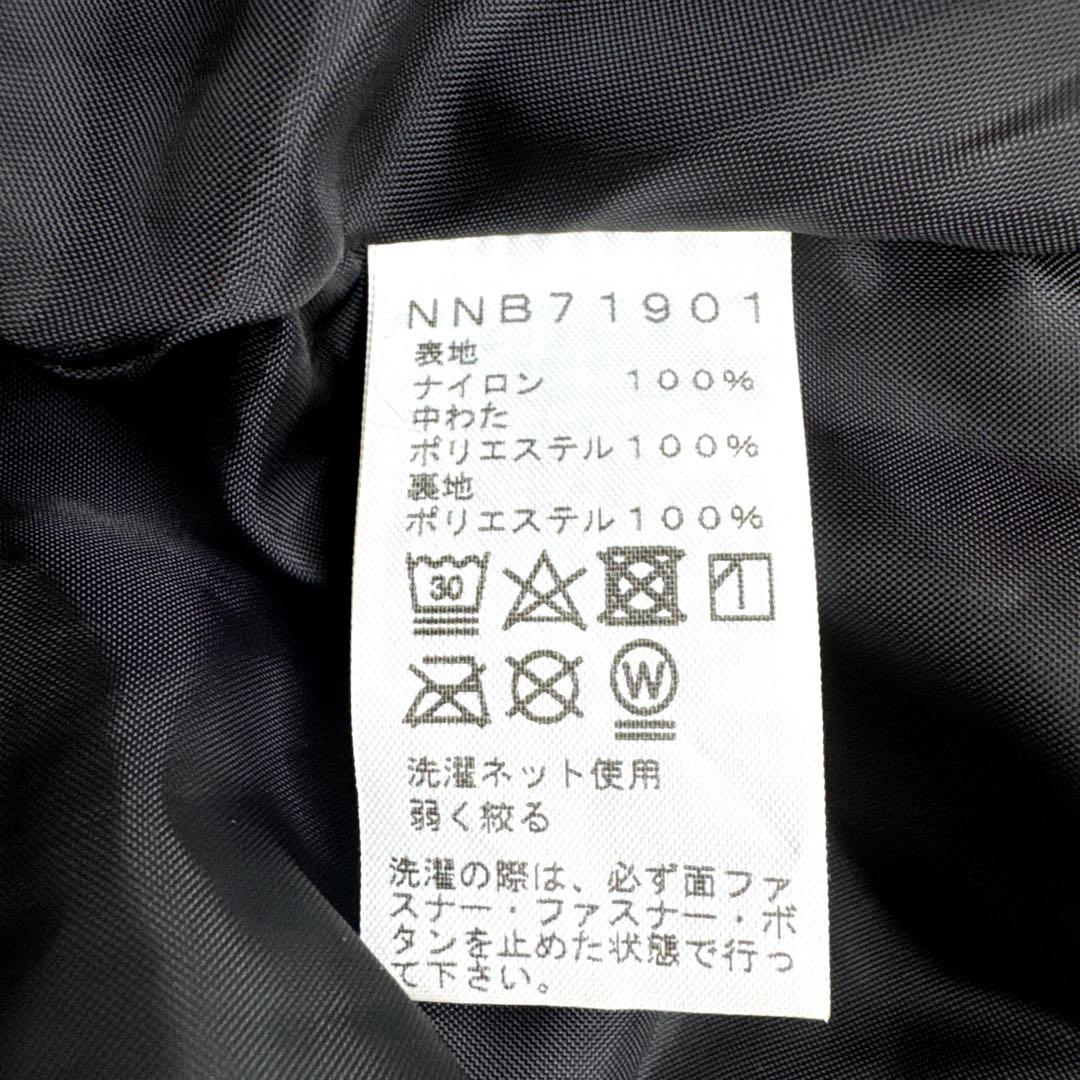 NNB71901
表地
ナイロン 100%
中わた
ポリエステル100%
裏地
ポリエステル100%
30
W
洗濯ネット使用
弱く絞る
洗濯の際は、必ず面ファ
スナー・ファスナー・ボ
タンを止めた状態で行っ
て下さい。